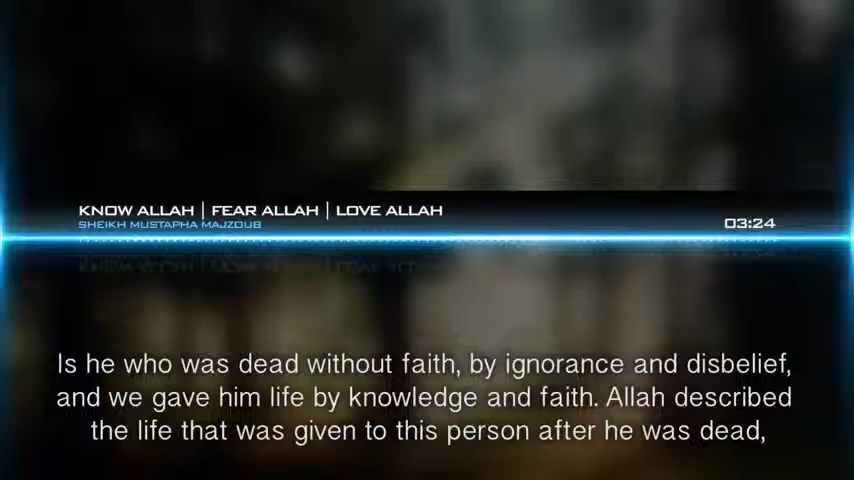 KNOW ALLAH | FEAR ALLAH | LOVE ALLAH
SHEIKH MUSTAPHA MAJZOUB
03:24
Is he who was dead without faith, by ignorance and disbelief,
and we gave him life by knowledge and faith. Allah described
the life that was given to this person after he was dead,